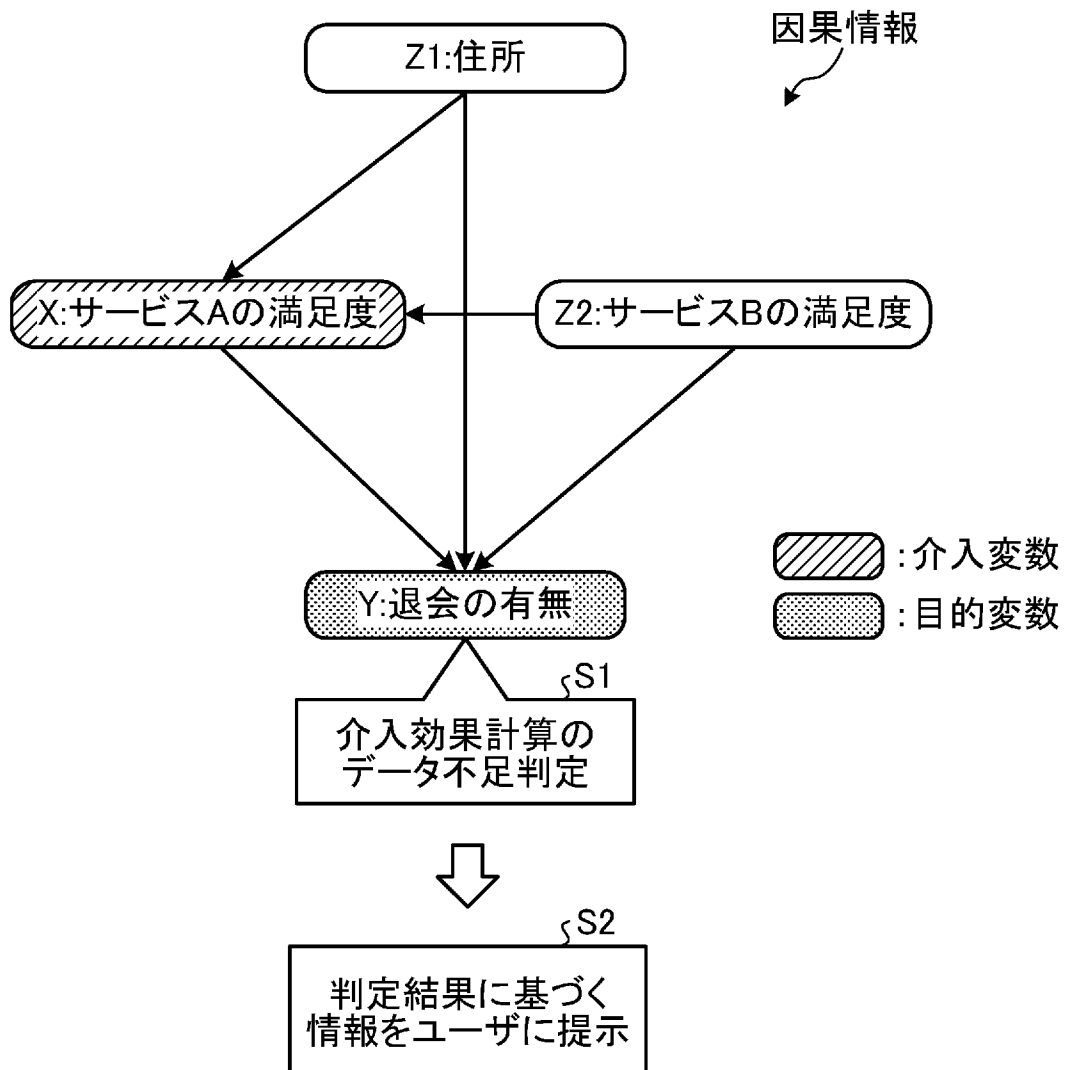 因果情報
Z1:住所
X:サービスAの満足度
Z2:サービスBの満足度
:介入変数
:目的変数
Y:退会の有無
S1
介入効果計算の
データ不足判定
S2
判定結果に基づく
情報をユーザに提示